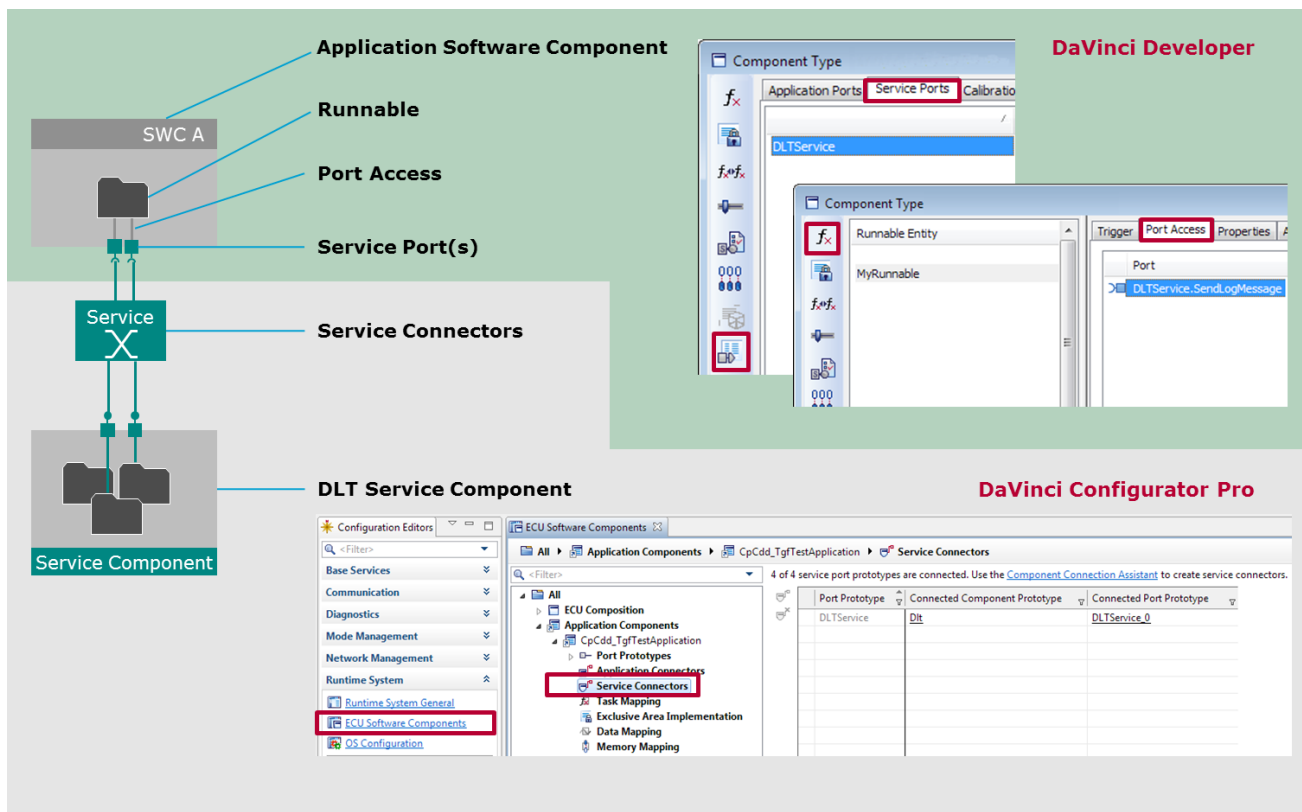 Application Software Component
Runnable
Port Access
Service Port(s)
Service Connectors
DLT Service Component
SWC A
Service
Service Component
DaVinci Developer
Component Type
Application Ports
Service Ports
Calibratio
DLTService
Component Type
Runnable Entity
MyRunnable
Trigger
Port Access
Properties
Port
DLTService.SendLogMessage
DaVinci Configurator Pro
Configuration Editors
<Filter>
Base Services
Communication
Diagnostics
Mode Management
Network Management
Runtime System
Runtime System General
ECU Software Components
OS Configuration
ECU Software Components
All
Application Components
CpCdd_TgfTestApplication
Service Connectors
<Filter>
All
ECU Composition
Application Components
CpCdd_TgfTestApplication
Port Prototypes
Application Connectors
Service Connectors
Task Mapping
Exclusive Area Implementation
Data Mapping
Memory Mapping
4 of 4 service port prototypes are connected. Use the Component Connection Assistant to create service connectors.
Port Prototype
Connected Component Prototype
Connected Port Prototype
DLTService
Dlt
DLTService_0